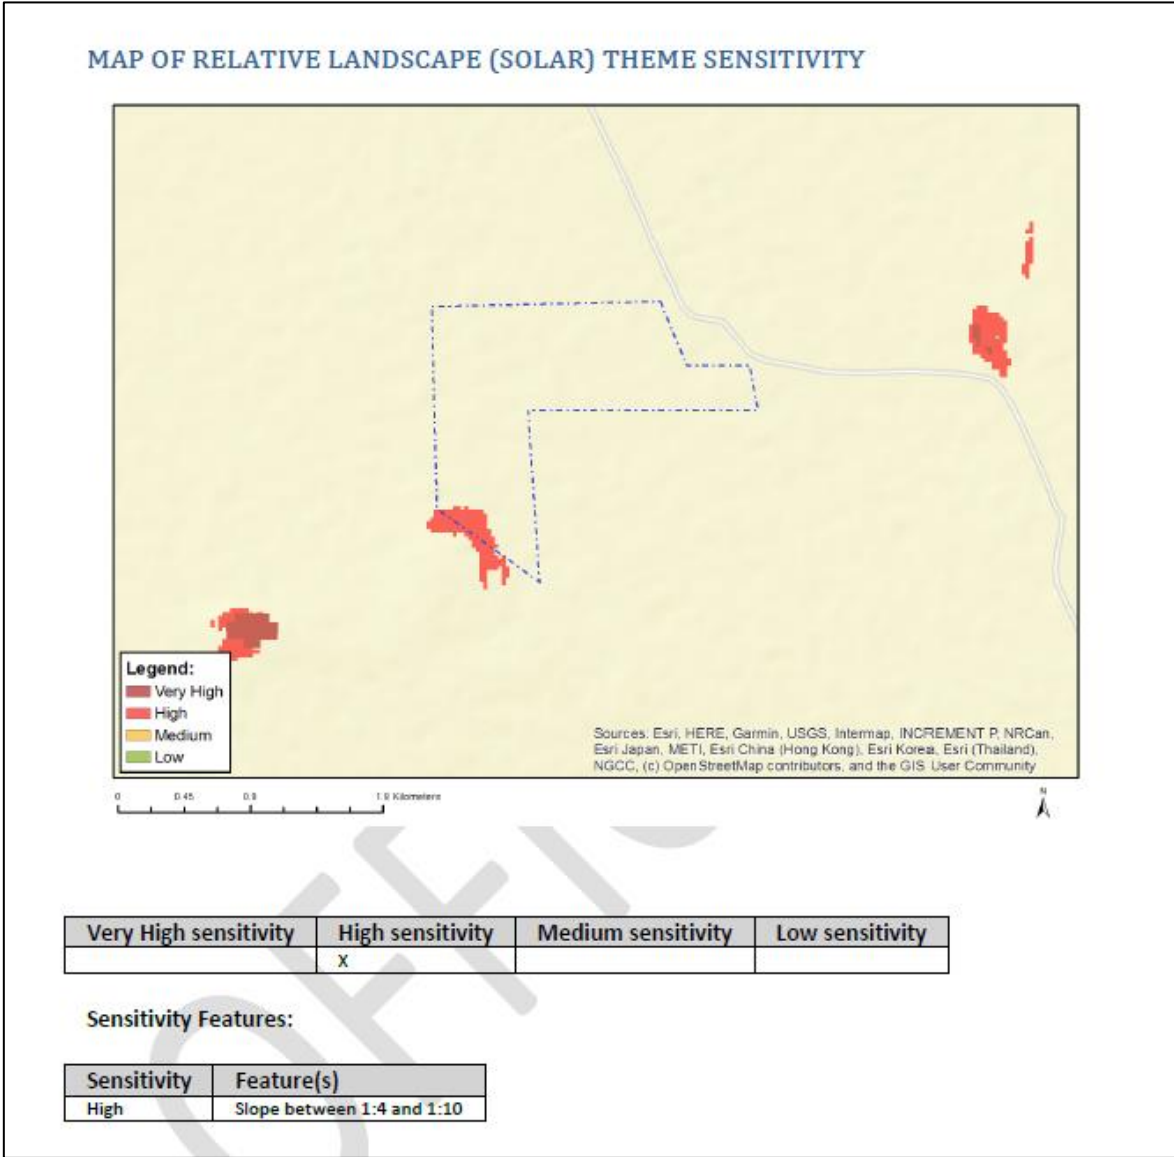 MAP OF RELATIVE LANDSCAPE (SOLAR) THEME SENSITIVITY
Legend:
Very High
High
Medium
Low
Sources: Esri, HERE, Garmin, USGS, Intermap, INCREMENT P, NRCan,
Esri Japan, METI, Esri China (Hong Kong), Esri Korea, Esri (Thailand),
NGCC, (c) OpenStreetMap contributors, and the GIS User Community
0 0.45 0.9 1.8 Kilometers
N
Very High sensitivity High sensitivity Medium sensitivity Low sensitivity
X
Sensitivity Features:
Sensitivity Feature(s)
High Slope between 1:4 and 1:10